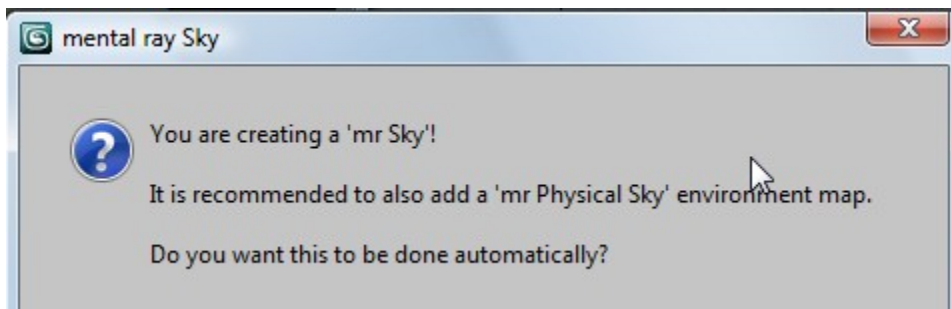 mental ray Sky
You are creating a 'mr Sky'!
It is recommended to also add a 'mr Physical Sky' environment map.
Do you want this to be done automatically?